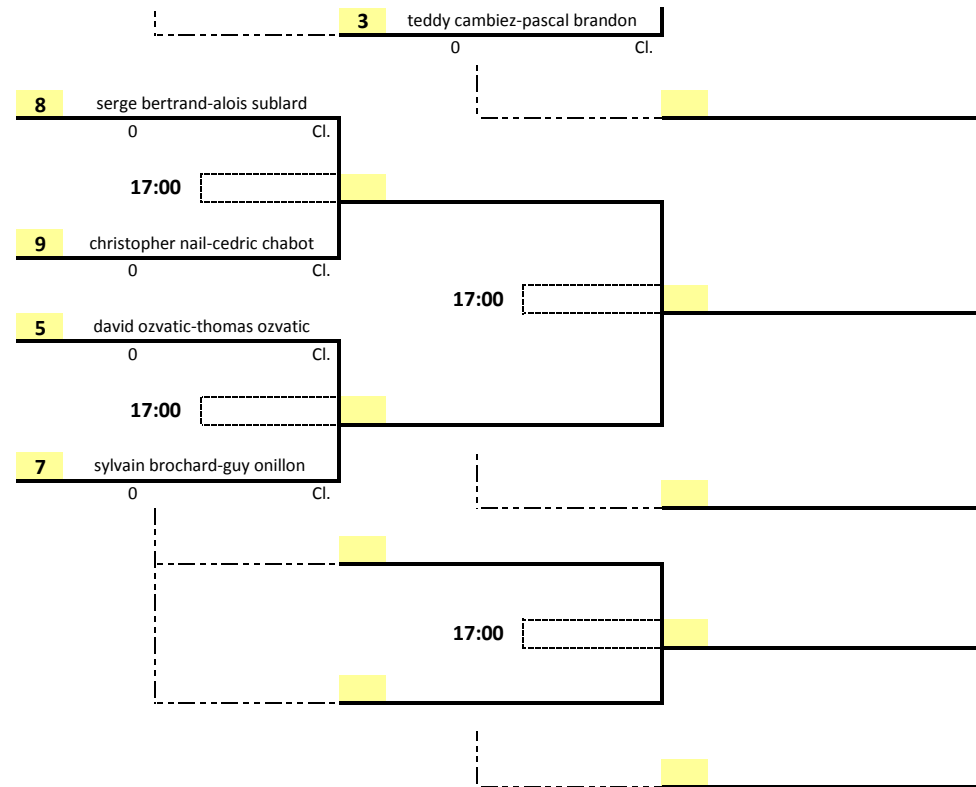 3 teddy cambiez-pascal brandon
0 Cl.
8 serge bertrand-alois sublard
0 Cl.
17:00
9 christopher nail-cedric chabot
0 Cl.
17:00
5 david ozvatic-thomas ozvatic
0 Cl.
17:00
7 sylvain brochard-guy onillon
0 Cl.
17:00